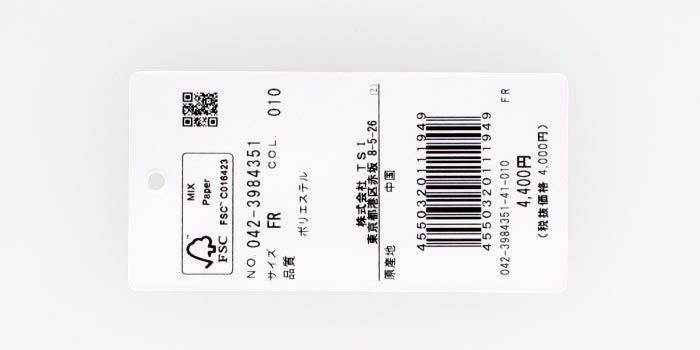 MIX
Paper
FSC™ C016423
FSC
NO. 042-3984351
サイズ FR COL. 010
品質
ポリエステル
株式会社 TSI
東京都港区赤坂 8-5-26
(2)
原産地 中国
4550320111949
4550320111949
042-3984351-41-010 FR
4,400円
(税抜価格 4,000円)